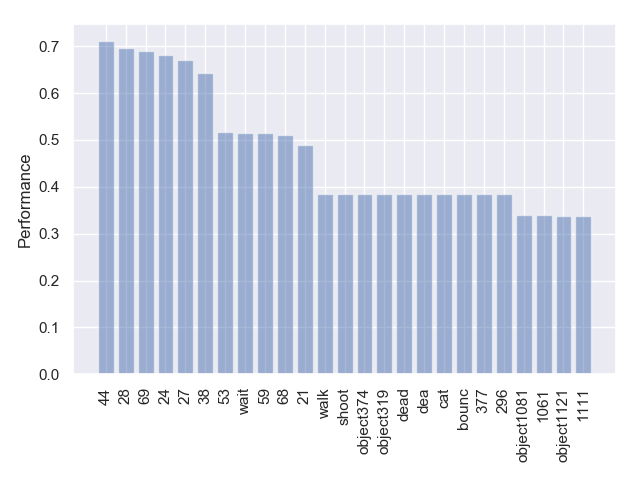 0.7
0.6
0.5
0.4
0.3
0.2
0.1
0.0
Performance
44
28
69
24
27
38
53
wait
59
68
21
walk
shoot
object374
object319
dead
dea
cat
bounc
377
296
object1081
1061
object1121
1111